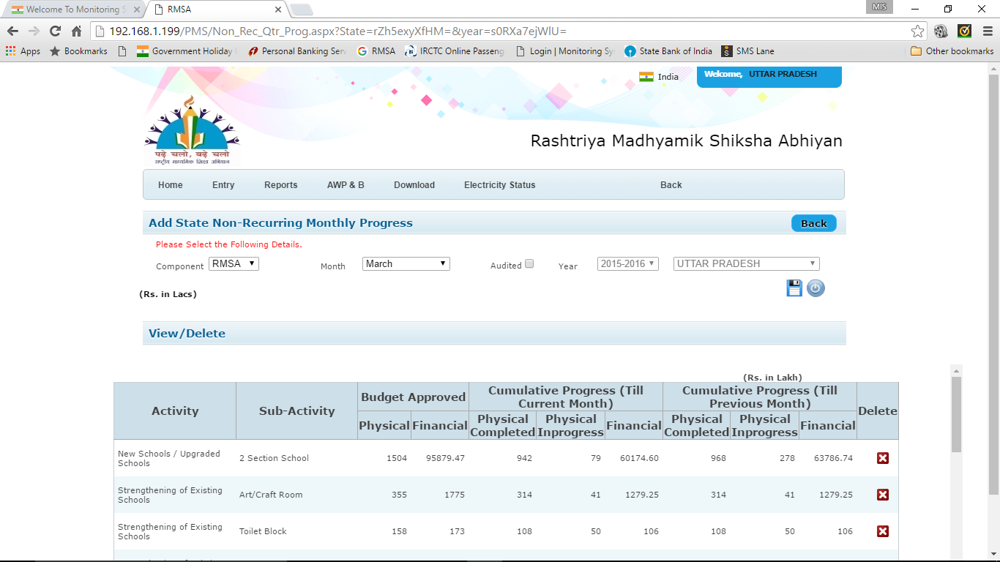 Welcome To Monitoring S
RMSA
MIS
192.168.1.199/PMS/Non_Rec_Qtr_Prog.aspx?State=rZh5exyXfHM=&year=s0RXa7ejWlU=
Apps Bookmarks Government Holiday Personal Banking Serv RMSA IRCTC Online Passeng Login | Monitoring Sys State Bank of India SMS Lane Other bookmarks
India Welcome, UTTAR PRADESH
पढ़े चलो, बढ़े चलो
राष्ट्रीय माध्यमिक शिक्षा अभियान
Rashtriya Madhyamik Shiksha Abhiyan
Home Entry Reports AWP & B Download Electricity Status Back
Add State Non-Recurring Monthly Progress Back
Please Select the Following Details.
Component RMSA Month March Audited Year 2015-2016 UTTAR PRADESH
(Rs. in Lacs)
View/Delete
(Rs. in Lakh)
Activity Sub-Activity Budget Approved Cumulative Progress (Till Current Month) Cumulative Progress (Till Previous Month) Delete
Physical Financial Physical Completed Physical Inprogress Financial Physical Completed Physical Inprogress Financial
New Schools / Upgraded Schools 2 Section School 1504 95879.47 942 79 60174.60 968 278 63786.74
Strengthening of Existing Schools Art/Craft Room 355 1775 314 41 1279.25 314 41 1279.25
Strengthening of Existing Schools Toilet Block 158 173 108 50 106 108 50 106